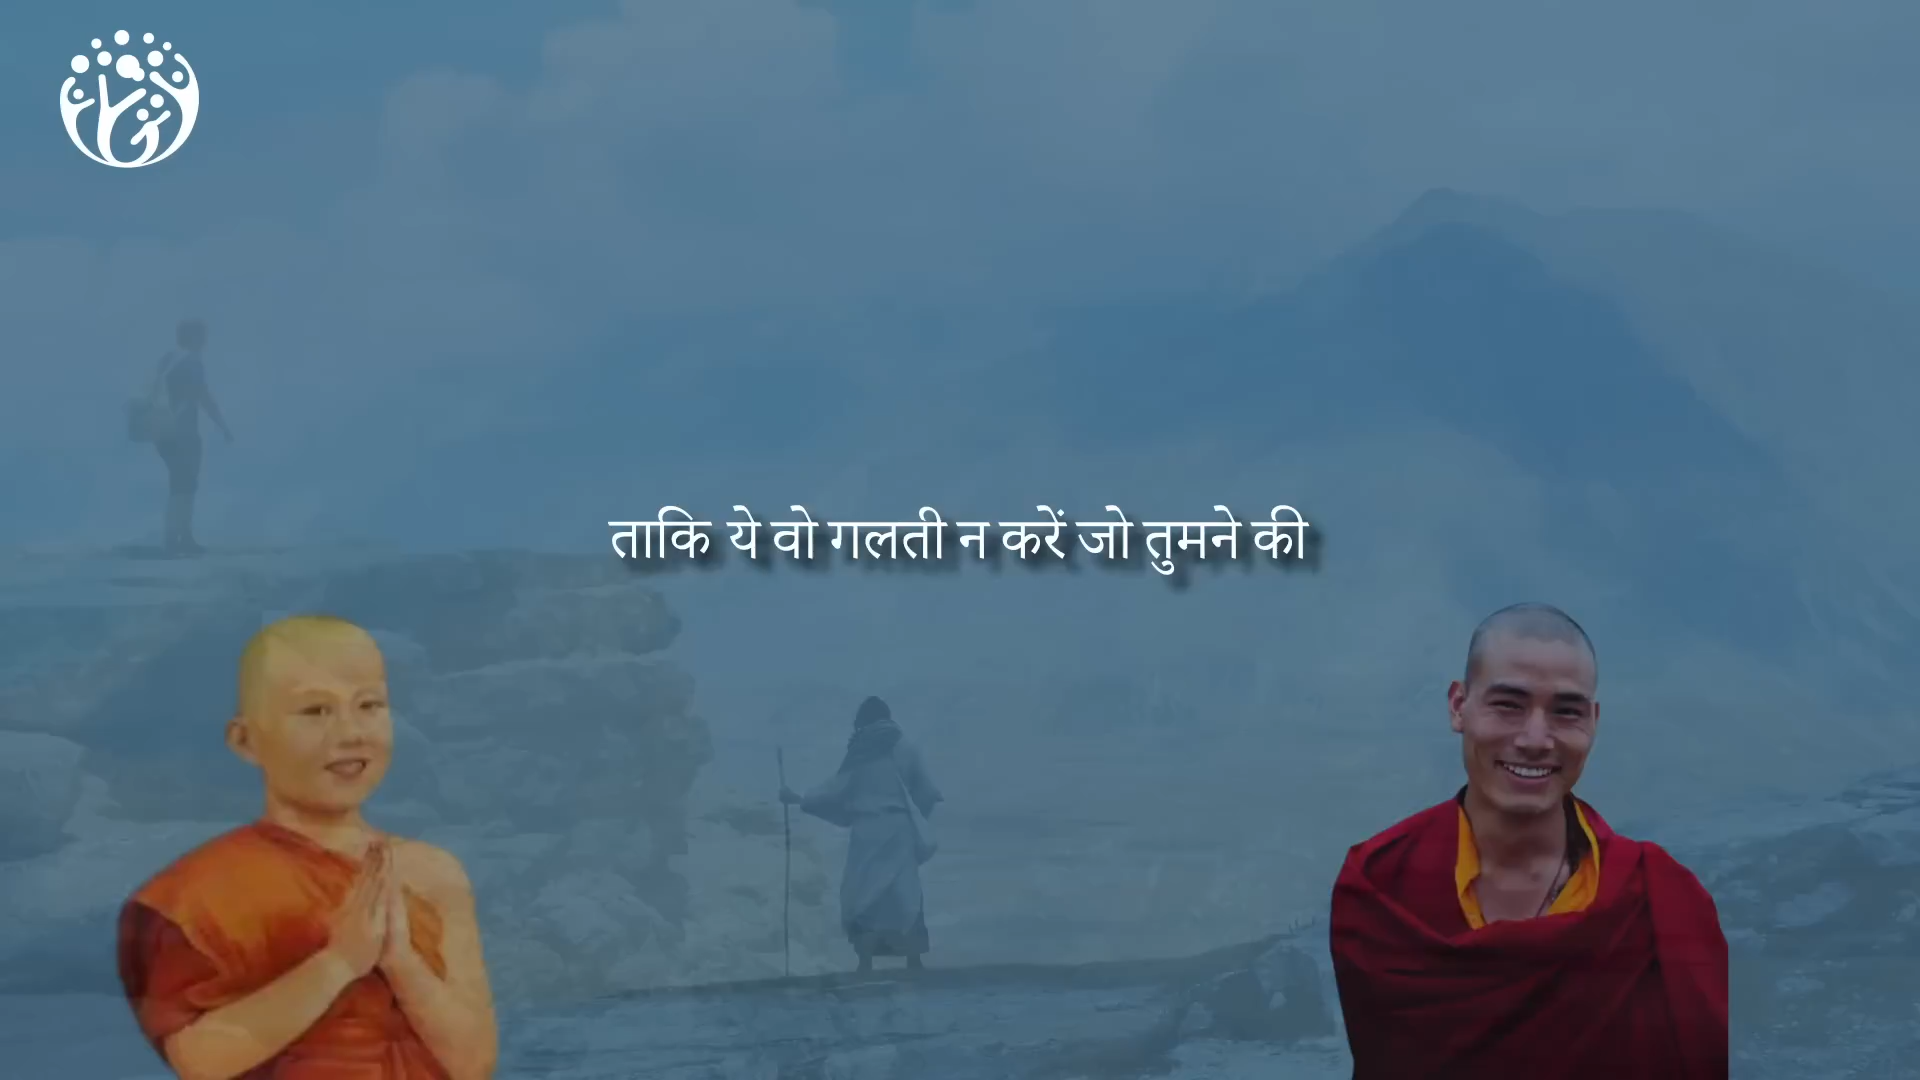 ताकि ये वो गलती न करें जो तुमने की